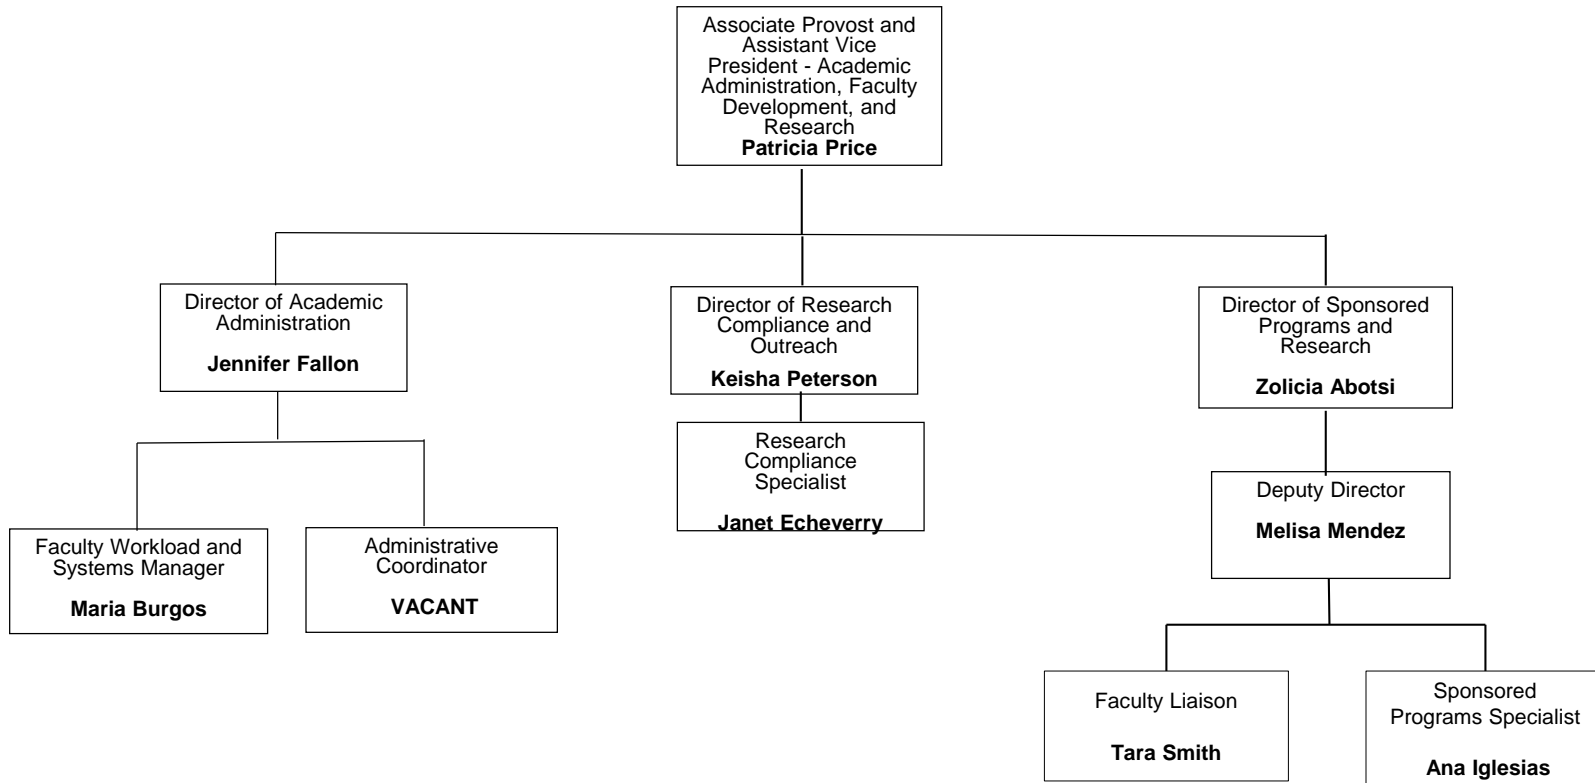 Associate Provost and
Assistant Vice
President - Academic
Administration, Faculty
Development, and
Research
Patricia Price
Director of Academic
Administration
Jennifer Fallon
Director of Research
Compliance and
Outreach
Keisha Peterson
Director of Sponsored
Programs and
Research
Zolicia Abotsi
Research
Compliance
Specialist
Janet Echeverry
Deputy Director
Melisa Mendez
Faculty Workload and
Systems Manager
Maria Burgos
Administrative
Coordinator
VACANT
Faculty Liaison
Tara Smith
Sponsored
Programs Specialist
Ana Iglesias